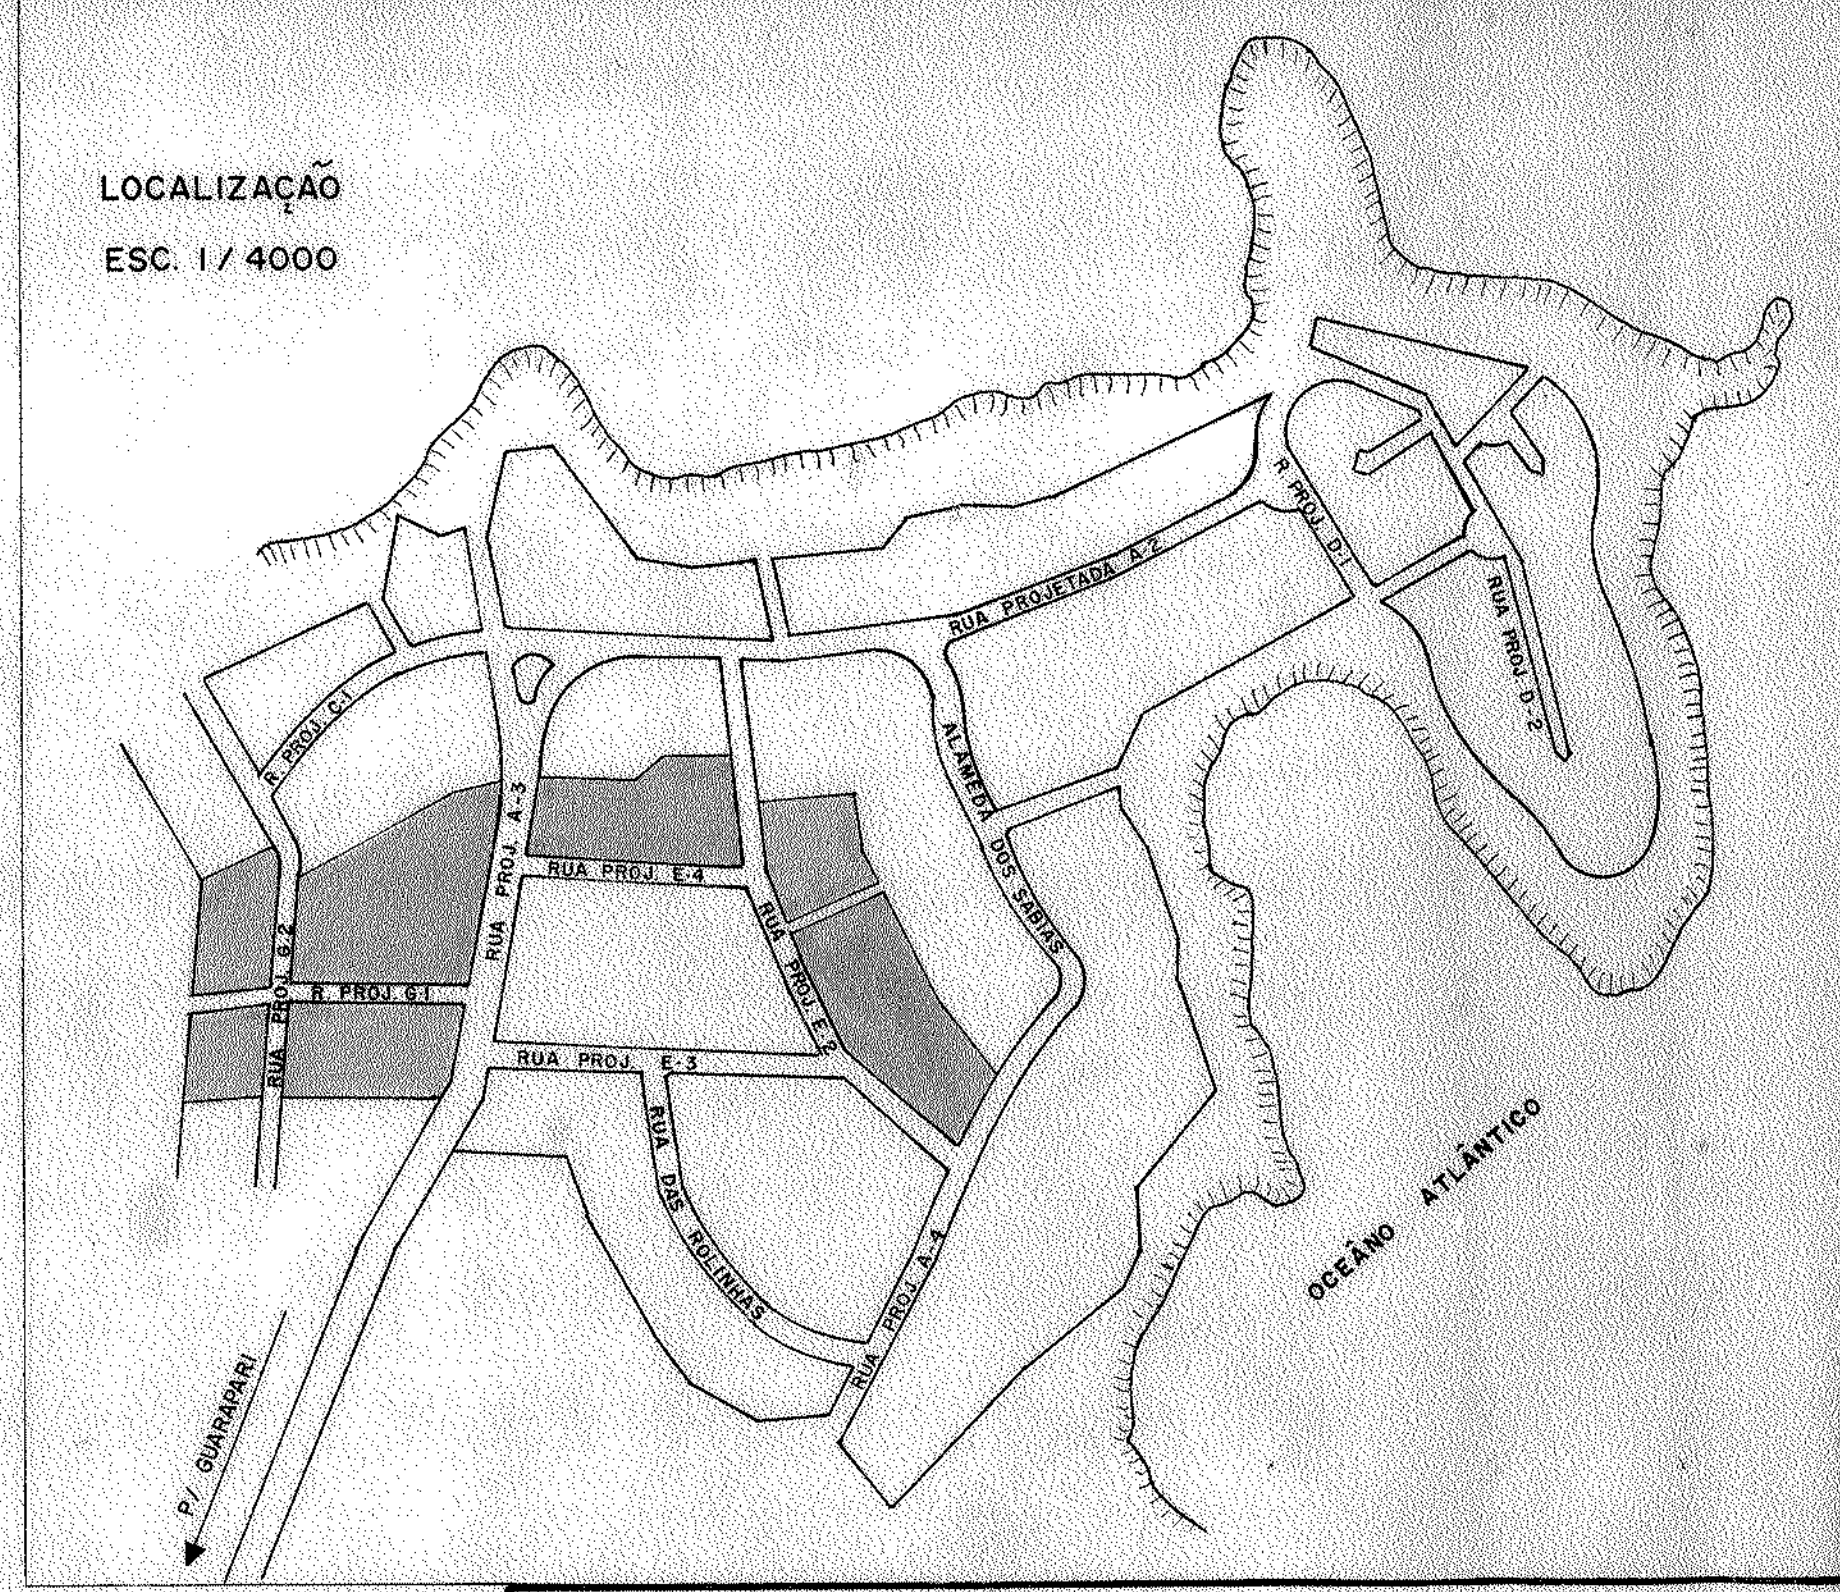 LOCALIZAÇÃO
ESC. 1/4000
R. PROJ. D-1
RUA PROJETADA A-2
RUA PROJ. D-2
R. PROJ. C-1
ALAMEDA DOS SABIAS
RUA PROJ. A-3
RUA PROJ. E-4
RUA PROJ. E-2
RUA PROJ. G-2
R. PROJ. G-1
RUA PROJ. E-3
RUA DAS ROLINHAS
RUA PROJ. A-4
OCEÂNO ATLÂNTICO
P/ GUARAPARI